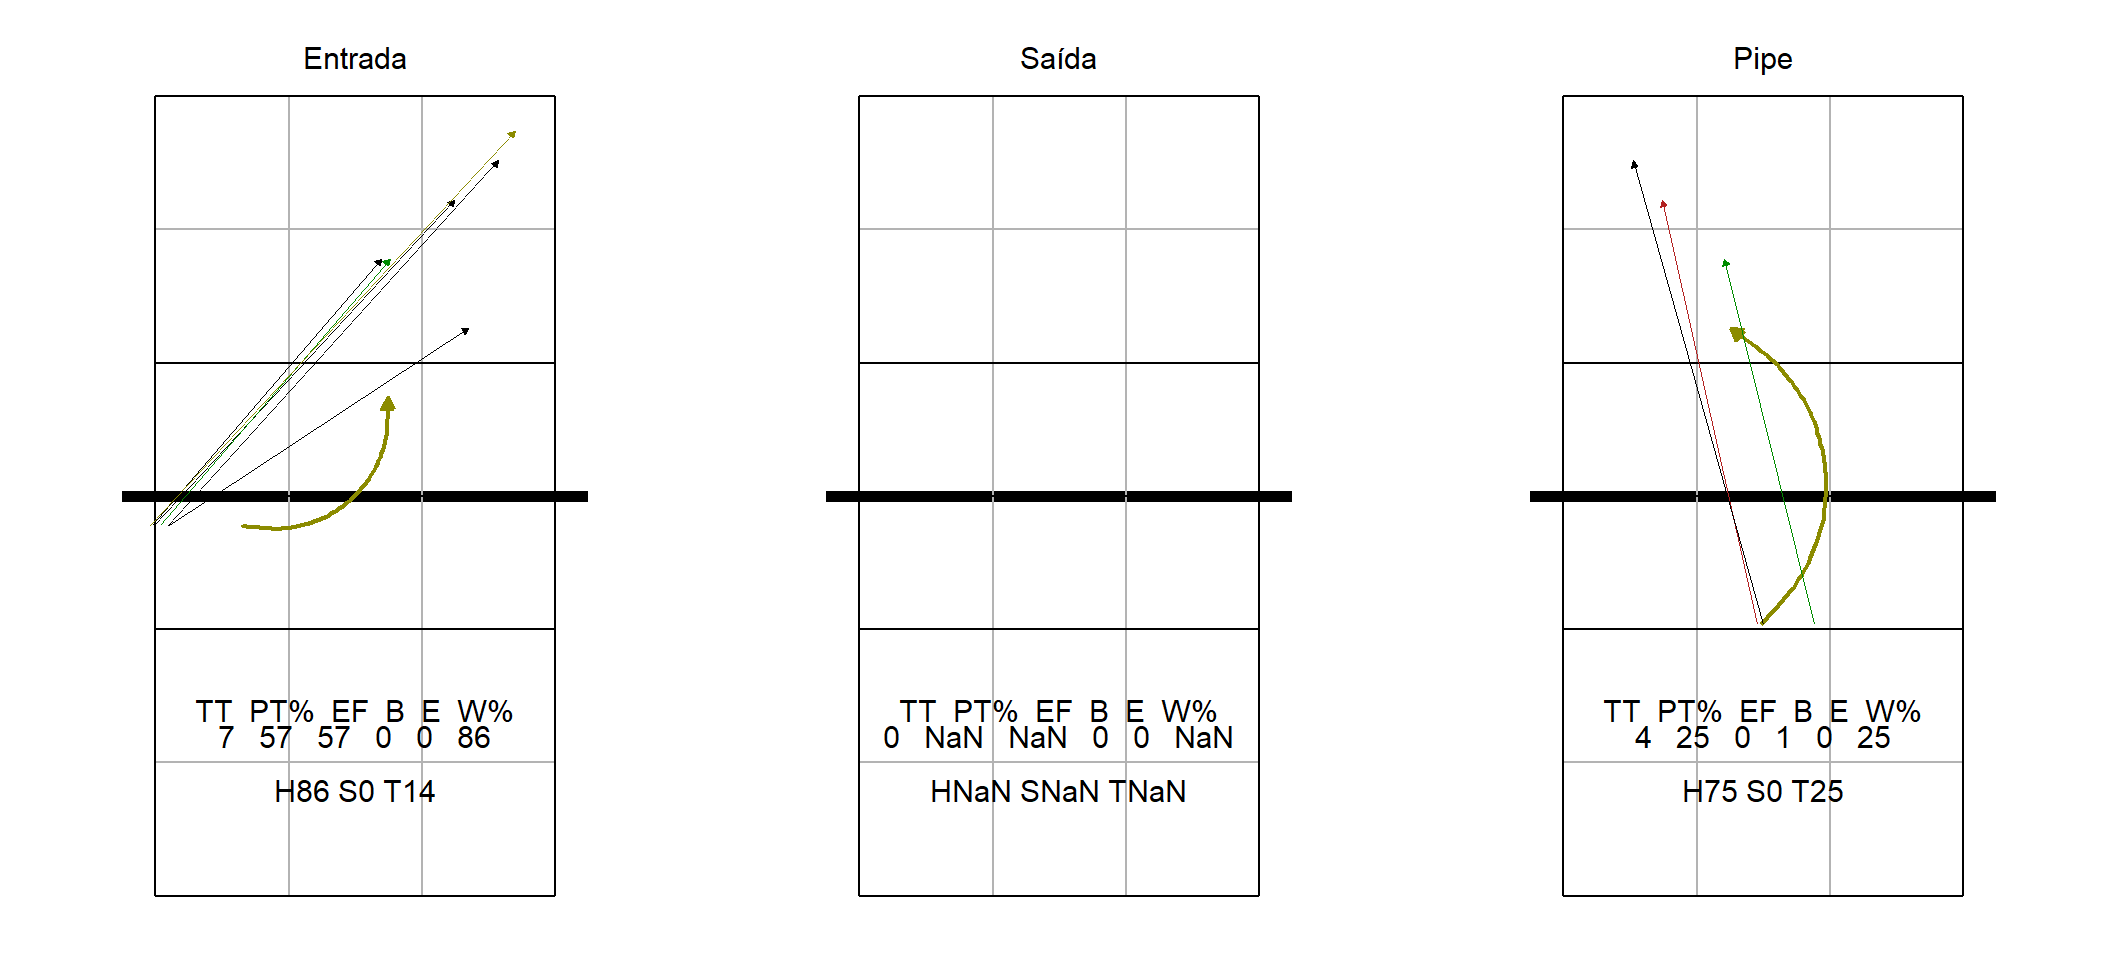 Entrada
TT PT% EF B E W%
7 57 57 0 0 86
H86 S0 T14
Saída
TT PT% EF B E W%
0 NaN NaN 0 0 NaN
HNaN SNaN TNaN
Pipe
TT PT% EF B E W%
4 25 0 1 0 25
H75 S0 T25